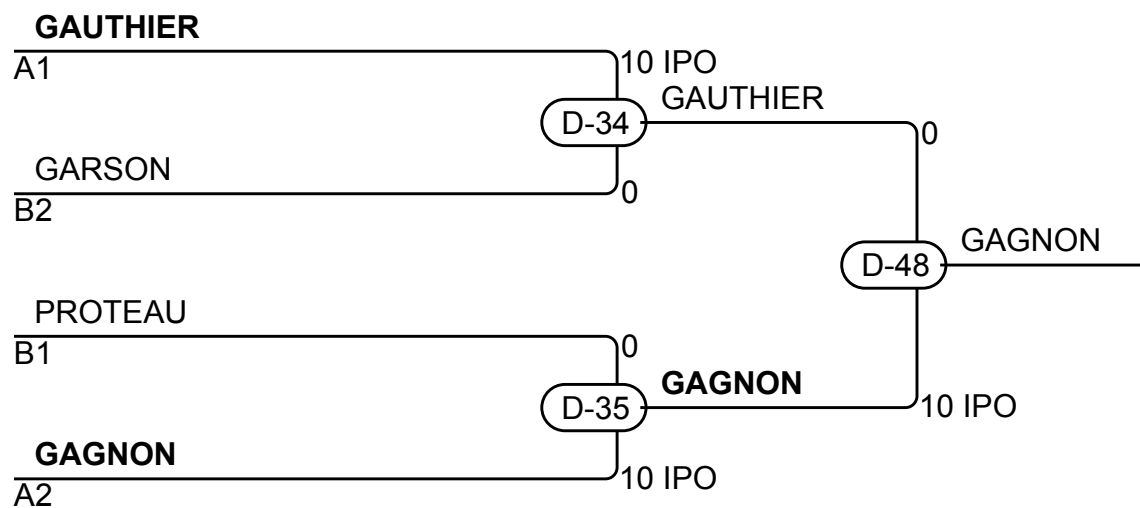 GAUTHIER
A1
10 IPO
GAUTHIER
D-34
0
GARSON
B2
0
GAGNON
D-48
PROTEAU
B1
0
GAGNON
D-35
10 IPO
GAGNON
A2
10 IPO